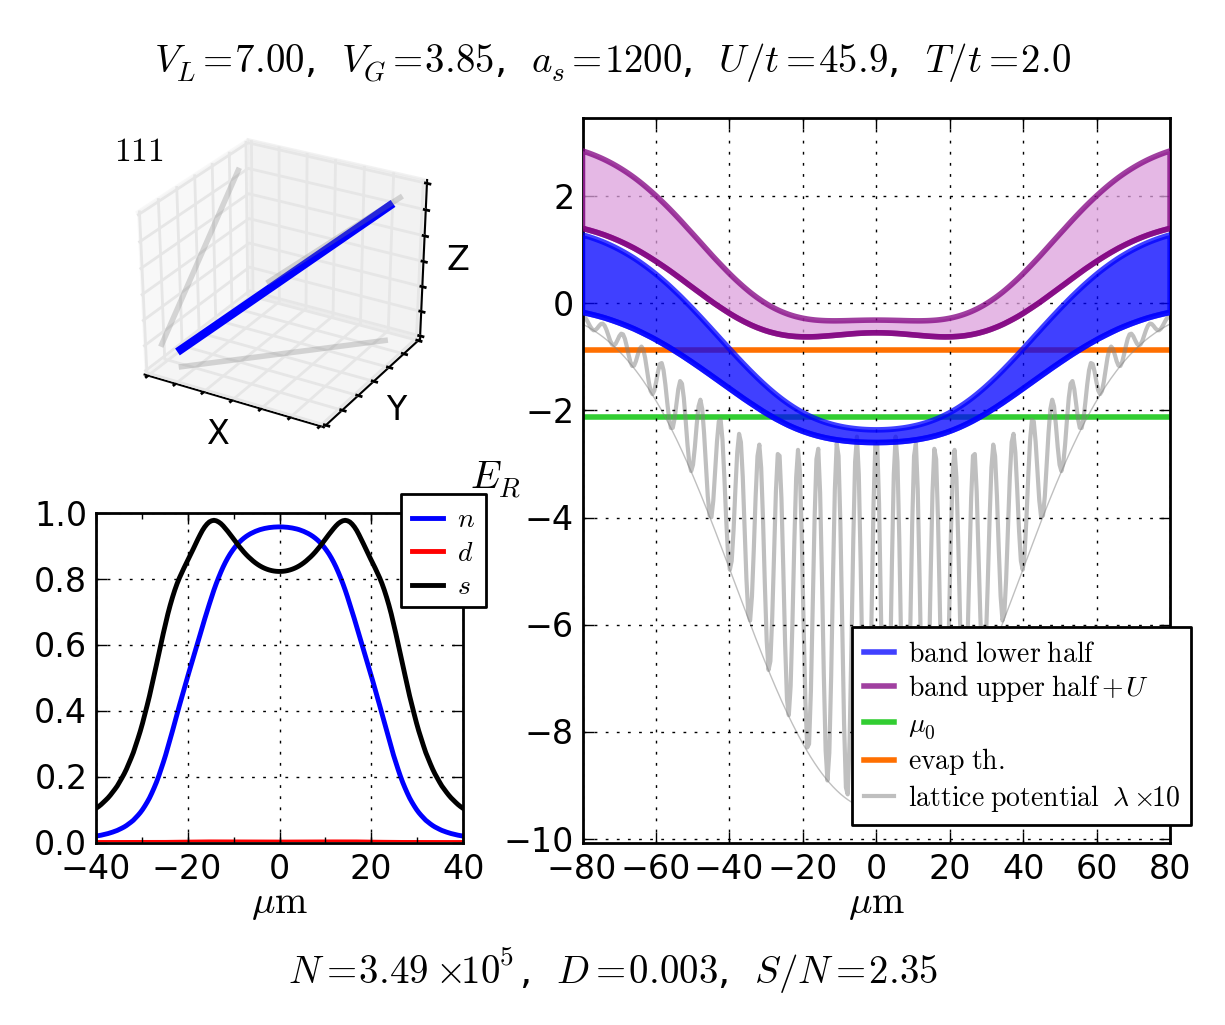 V_L=7.00, V_G=3.85, a_s=1200, U/t=45.9, T/t=2.0
111
X
Y
Z
1.0
0.8
0.6
0.4
0.2
0.0
−40
−20
0
20
40
μm
n
d
s
E_R
2
0
−2
−4
−6
−8
−10
−80
−60
−40
−20
0
20
40
60
80
μm
band lower half
band upper half+U
μ_0
evap th.
lattice potential λ×10
N=3.49×10^5, D=0.003, S/N=2.35